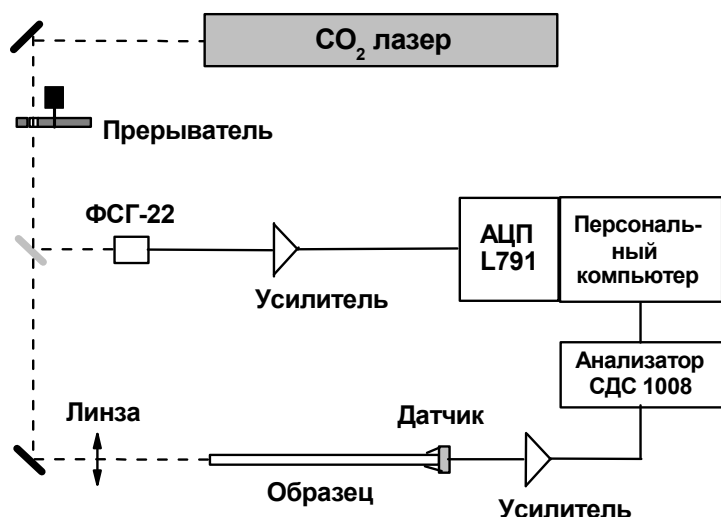 CO₂ лазер
Прерыватель
ФСГ-22
Усилитель
АЦП
L791
Персональ-
ный
компьютер
Анализатор
СДС 1008
Линза
Датчик
Образец
Усилитель